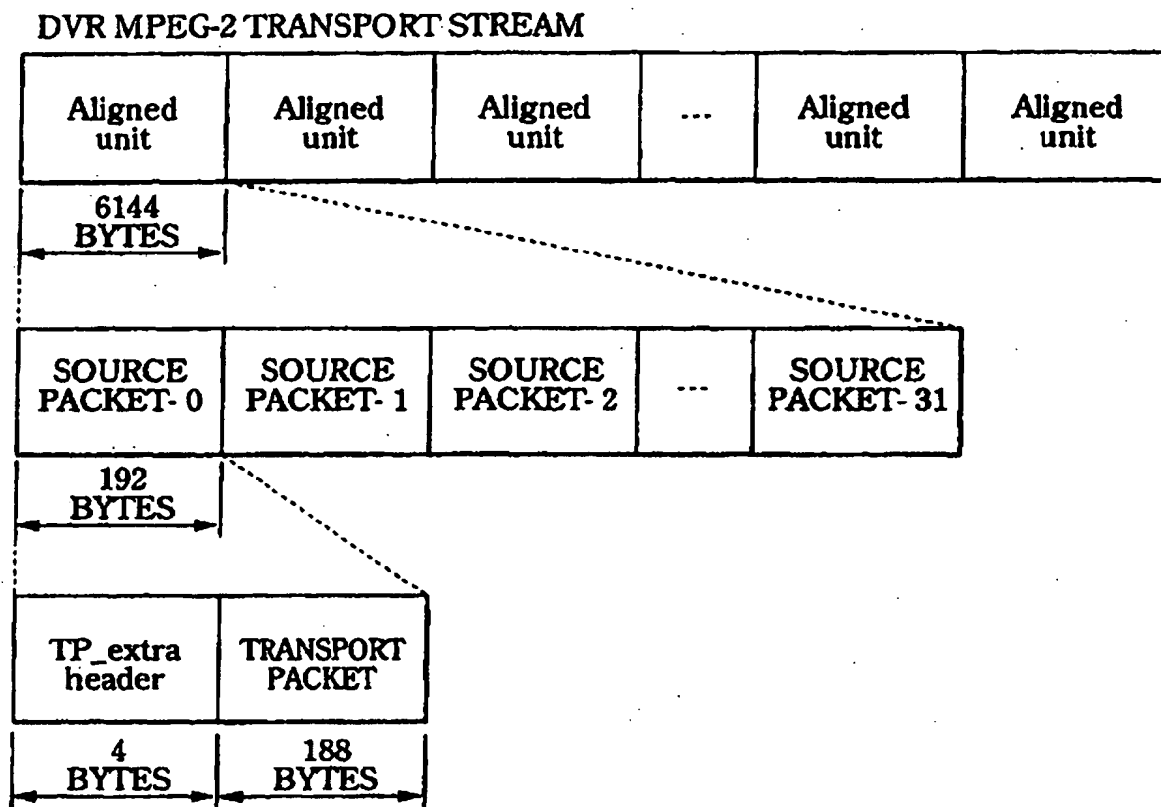 DVR MPEG-2 TRANSPORT STREAM
Aligned unit
Aligned unit
Aligned unit
---
Aligned unit
Aligned unit
6144 BYTES
SOURCE PACKET- 0
SOURCE PACKET- 1
SOURCE PACKET- 2
---
SOURCE PACKET- 31
192 BYTES
TP_extra header
TRANSPORT PACKET
4 BYTES
188 BYTES